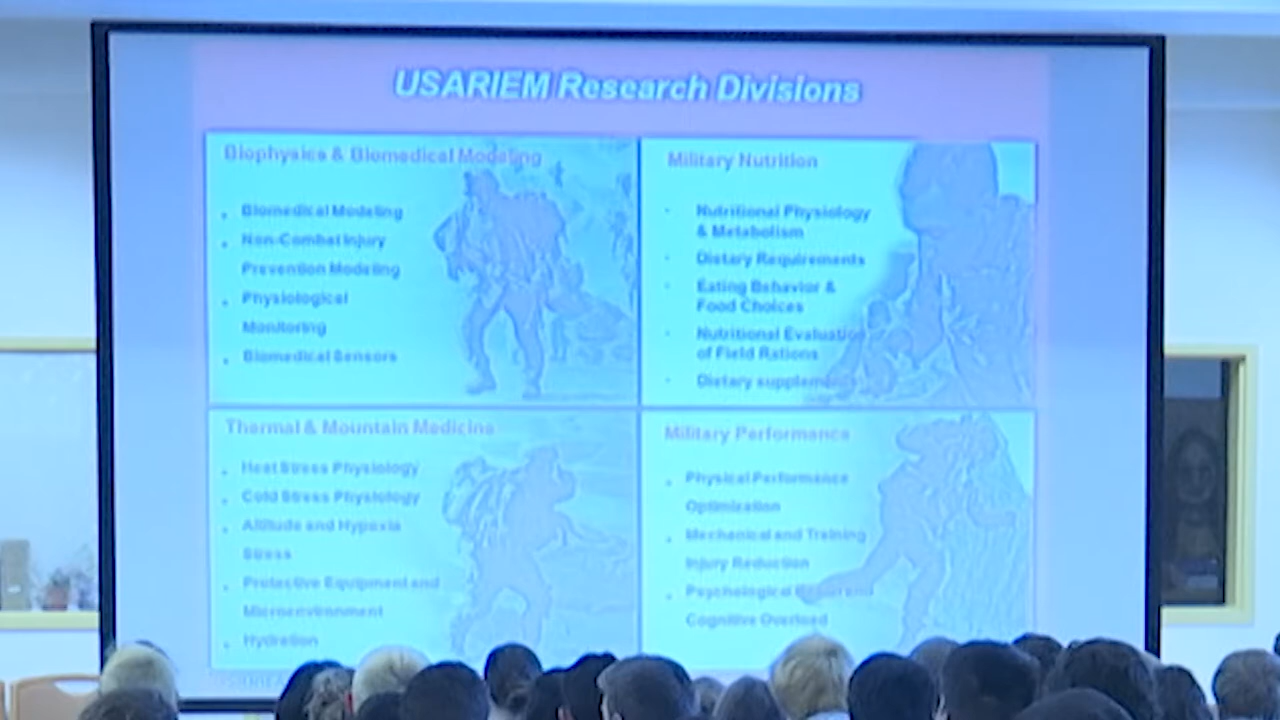 USARIEM Research Divisions
Biophysics & Biomedical Modeling
Biomedical Modeling
Non-Combat Injury
Prevention Modeling
Physiological
Monitoring
Biomedical Sensors
Military Nutrition
Nutritional Physiology
& Metabolism
Dietary Requirements
Eating Behavior &
Food Choices
Nutritional Evaluation
of Field Rations
Dietary supplements
Thermal & Mountain Medicine
Heat Stress Physiology
Cold Stress Physiology
Altitude and Hypoxia
Stress
Protective Equipment and
Microenvironment
Hydration
Military Performance
Physical Performance
Optimization
Mechanical and Training
Injury Reduction
Psychological
Cognitive Overload